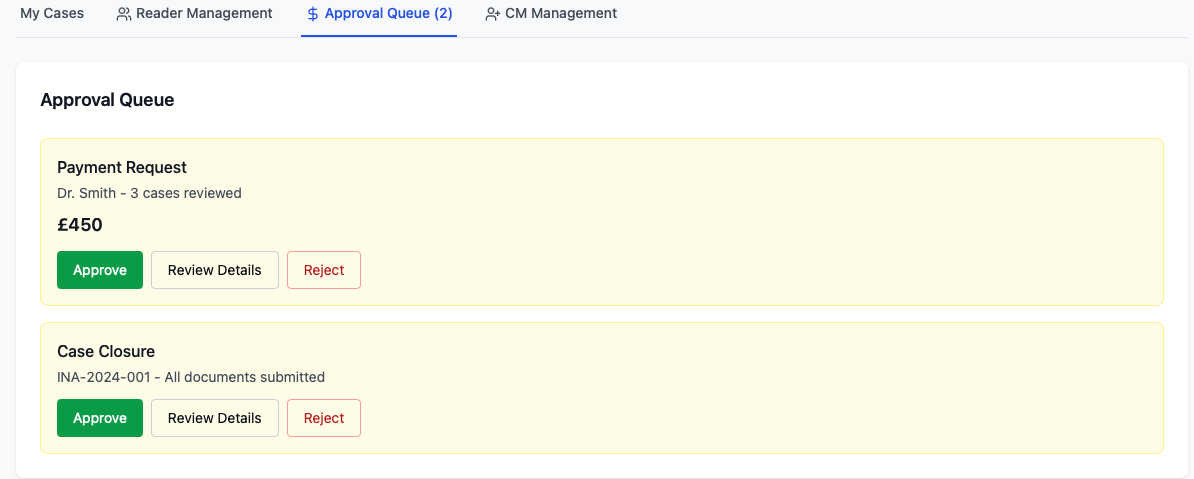 My Cases Reader Management Approval Queue (2) CM Management
Approval Queue
Payment Request
Dr. Smith - 3 cases reviewed
£450
Approve Review Details Reject
Case Closure
INA-2024-001 - All documents submitted
Approve Review Details Reject